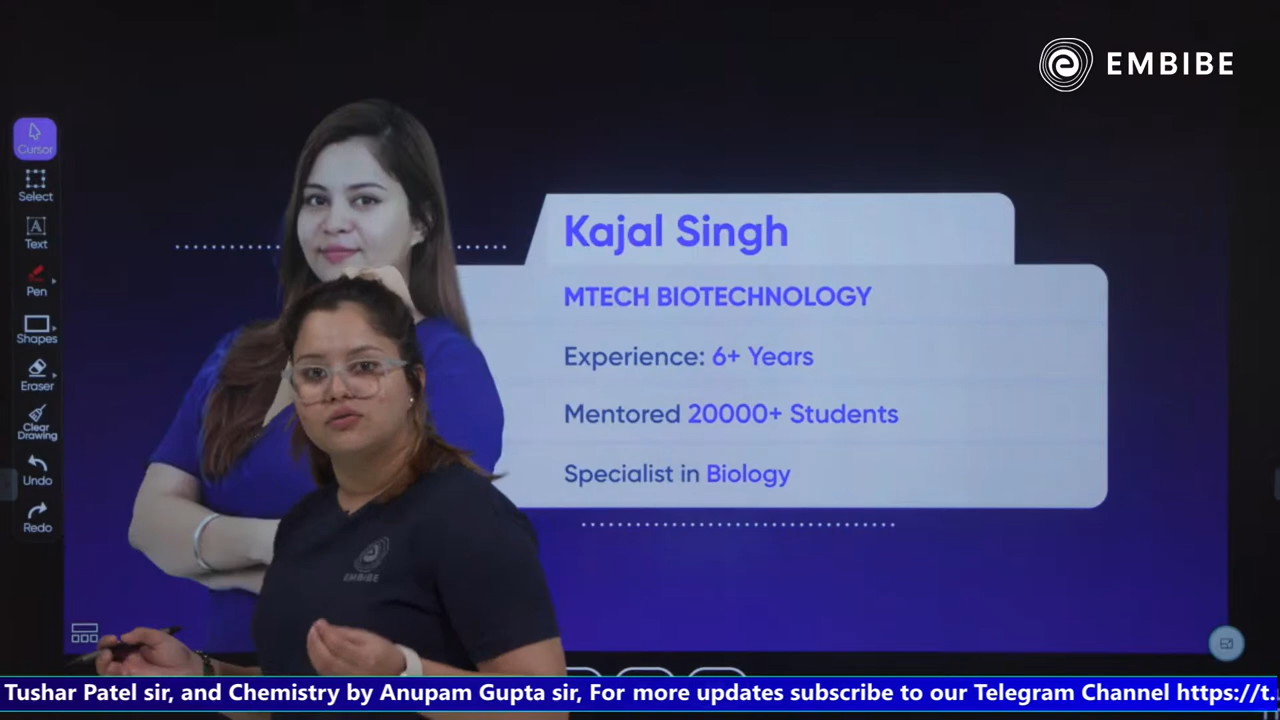 EMBIBE
Cursor
Select
Text
Pen
Shapes
Eraser
Clear
Drawing
Undo
Redo
Kajal Singh
MTECH BIOTECHNOLOGY
Experience: 6+ Years
Mentored 20000+ Students
Specialist in Biology
EMBIBE
Tushar Patel sir, and Chemistry by Anupam Gupta sir, For more updates subscribe to our Telegram Channel https://t.